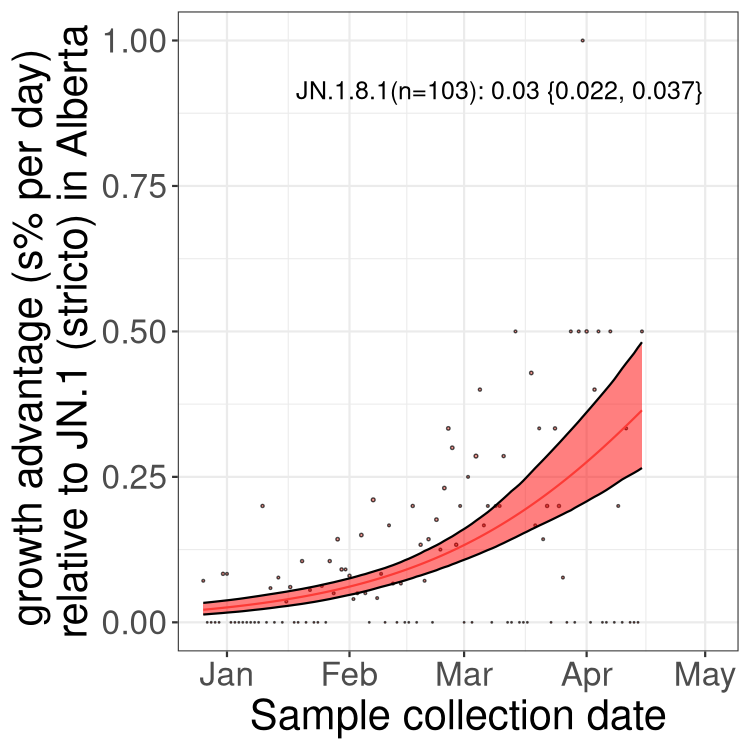 growth advantage (s% per day)
relative to JN.1 (stricto) in Alberta
1.00
0.75
0.50
0.25
0.00
JN.1.8.1(n=103): 0.03 {0.022, 0.037}
Jan Feb Mar Apr May
Sample collection date